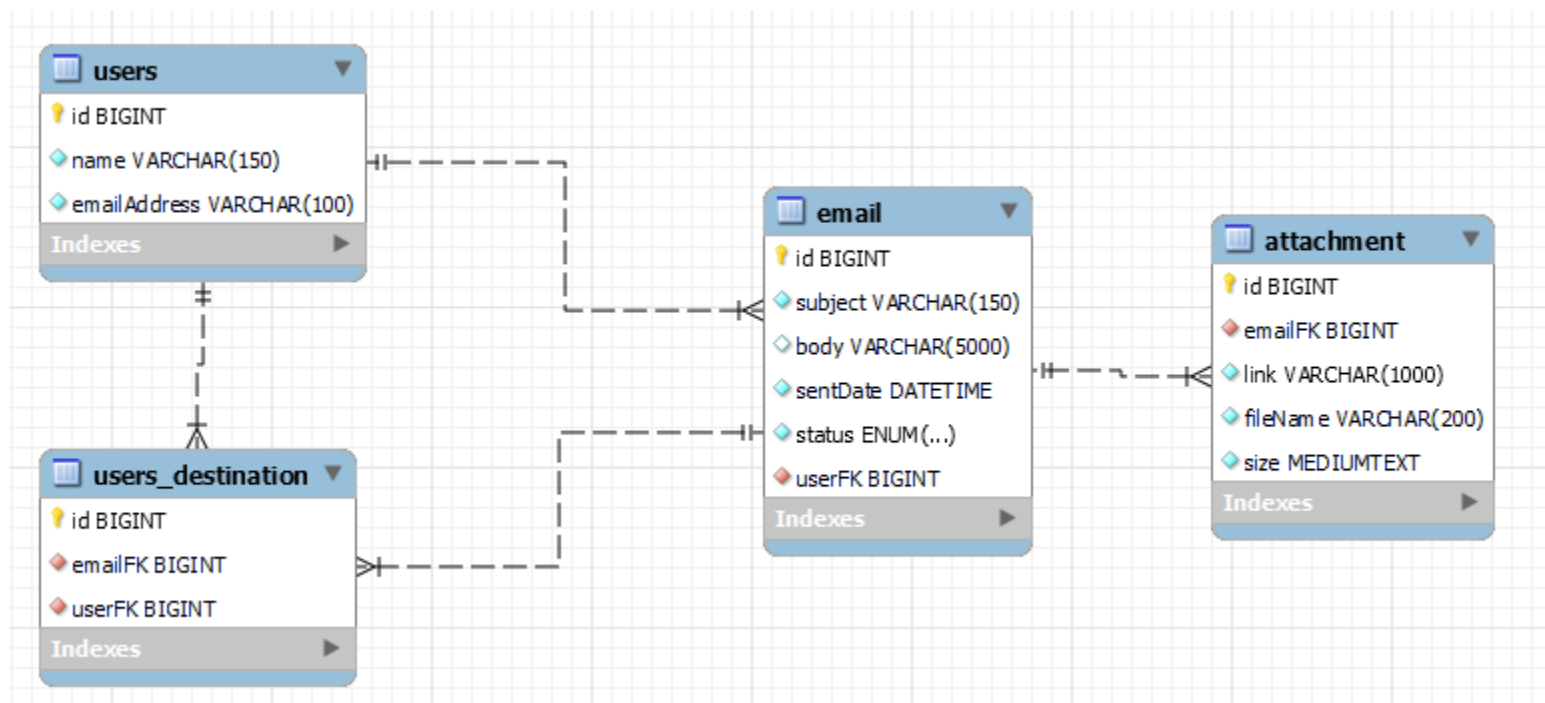 users
id BIGINT
name VARCHAR(150)
emailAddress VARCHAR(100)
Indexes
users_destination
id BIGINT
emailFK BIGINT
userFK BIGINT
Indexes
email
id BIGINT
subject VARCHAR(150)
body VARCHAR(5000)
sentDate DATETIME
status ENUM(...)
userFK BIGINT
Indexes
attachment
id BIGINT
emailFK BIGINT
link VARCHAR(1000)
fileName VARCHAR(200)
size MEDIUMTEXT
Indexes